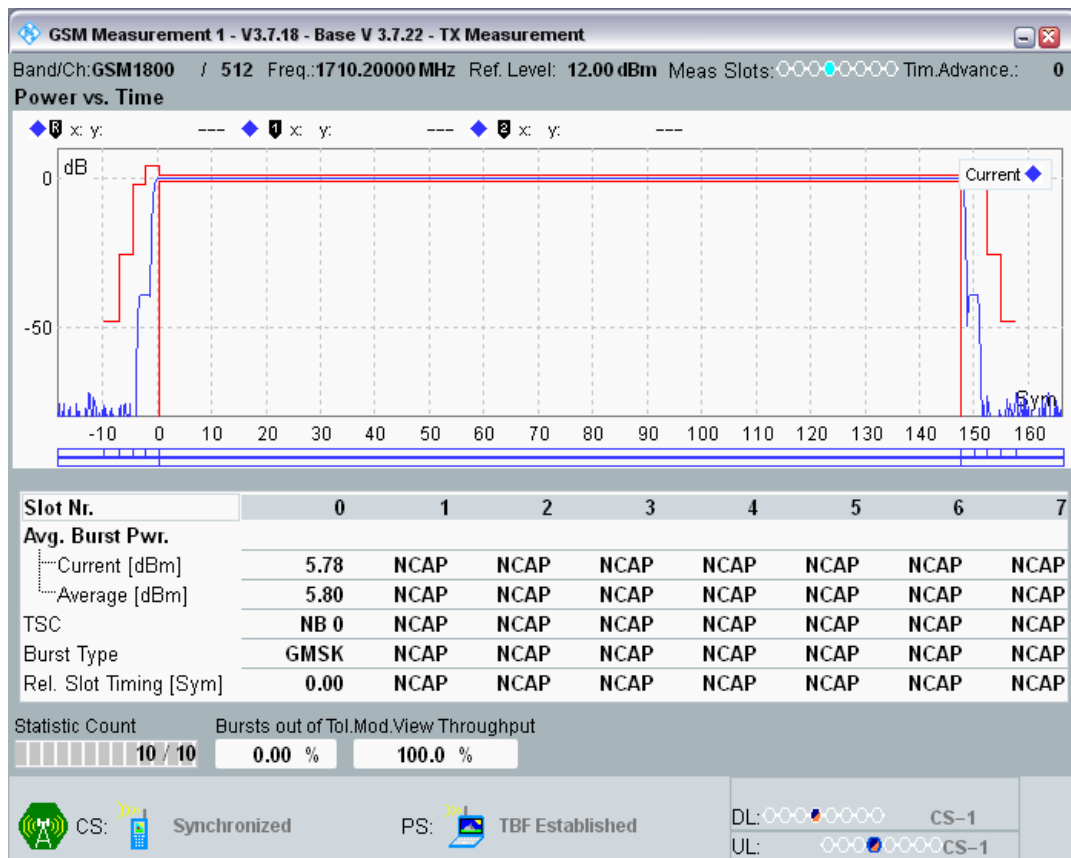 GSM Measurement 1 - V3.7.18 - Base V 3.7.22 - TX Measurement
Band/Ch:GSM1800 / 512 Freq.:1710.20000 MHz Ref. Level: 12.00 dBm Meas Slots: Tim.Advance.: 0
Power vs. Time
R x: y: --- 1 x: y: --- 2 x: y: ---
dB
Current
0
-50
Sym
-10 0 10 20 30 40 50 60 70 80 90 100 110 120 130 140 150 160
Slot Nr. 0 1 2 3 4 5 6 7
Avg. Burst Pwr.
Current [dBm] 5.78 NCAP NCAP NCAP NCAP NCAP NCAP NCAP
Average [dBm] 5.80 NCAP NCAP NCAP NCAP NCAP NCAP NCAP
TSC NB 0 NCAP NCAP NCAP NCAP NCAP NCAP NCAP
Burst Type GMSK NCAP NCAP NCAP NCAP NCAP NCAP NCAP
Rel. Slot Timing [Sym] 0.00 NCAP NCAP NCAP NCAP NCAP NCAP NCAP
Statistic Count Bursts out of Tol.Mod.View Throughput
10 / 10 0.00 % 100.0 %
CS: Synchronized PS: TBF Established
DL: CS-1
UL: CS-1